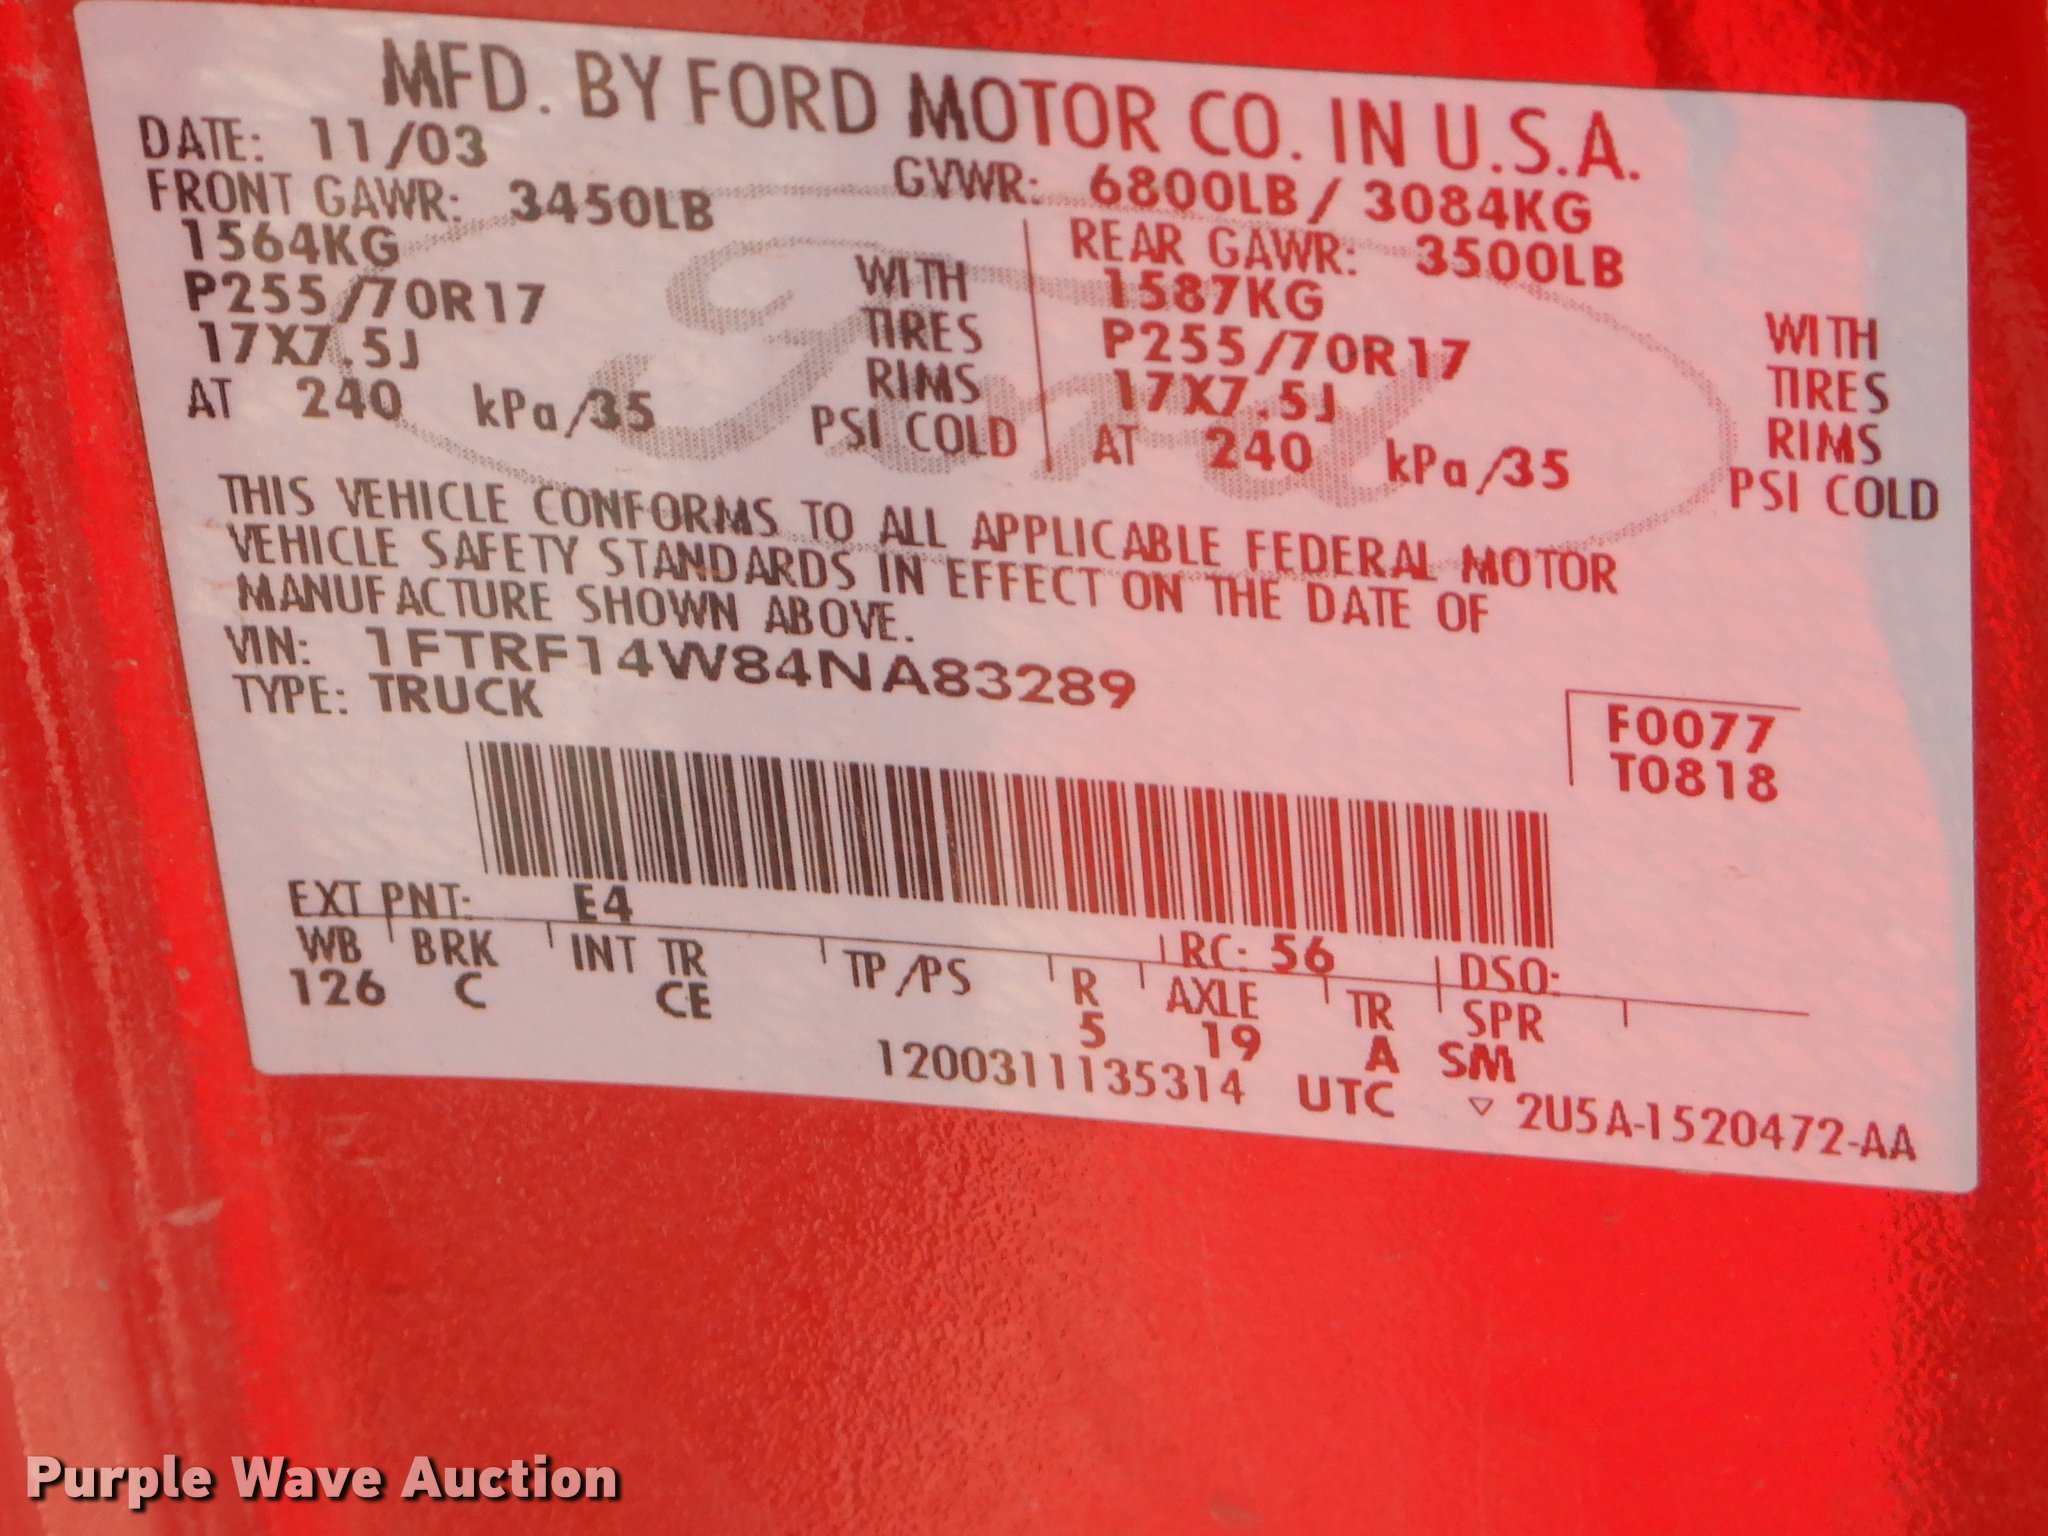 MFD. BY FORD MOTOR CO. IN U.S.A.
DATE: 11/03 GVWR: 6800LB / 3084KG
FRONT GAWR: 3450LB REAR GAWR: 3500LB
1564KG WITH 1587KG WITH
P255/70R17 TIRES P255/70R17 TIRES
17X7.5J RIMS 17X7.5J RIMS
AT 240 kPa/35 PSI COLD AT 240 kPa/35 PSI COLD
Ford
THIS VEHICLE CONFORMS TO ALL APPLICABLE FEDERAL MOTOR
VEHICLE SAFETY STANDARDS IN EFFECT ON THE DATE OF
MANUFACTURE SHOWN ABOVE.
VIN: 1FTRF14W84NA83289
TYPE: TRUCK
F0077
T0818
EXT PNT: E4 RC: 56 DSO:
WB BRK INT TR TP/PS R AXLE TR SPR
126 C CE 5 19 A SM
1200311135314 UTC ▽ 2U5A-1520472-AA
Purple Wave Auction